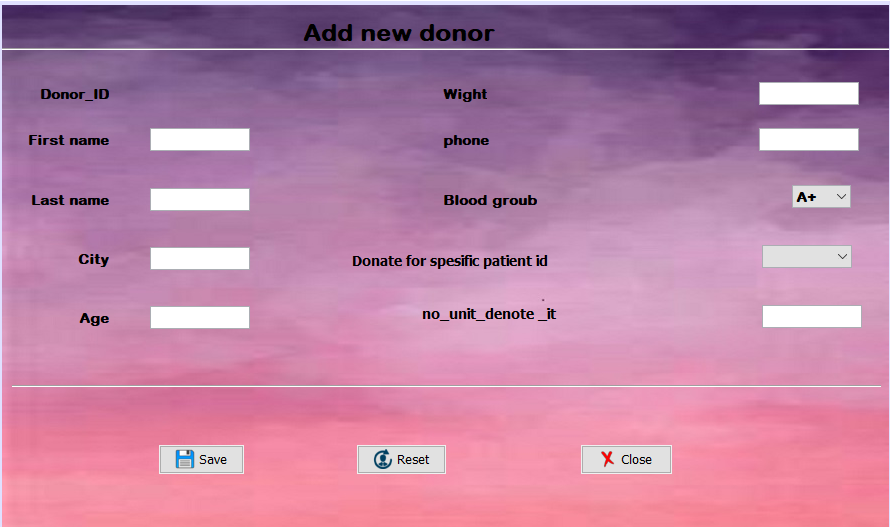 Add new donor
Donor_ID
Wight
First name
phone
Last name
Blood groub
A+
City
Donate for spesific patient id
Age
no_unit_denote _it
Save
Reset
Close